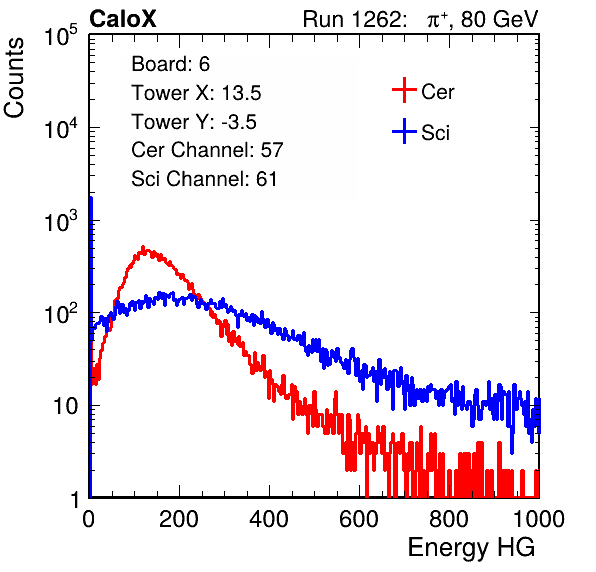 CaloX Run 1262: π⁺, 80 GeV
Counts
10⁵
10⁴
10³
10²
10
1
Board: 6
Tower X: 13.5
Tower Y: -3.5
Cer Channel: 57
Sci Channel: 61
Cer
Sci
0 200 400 600 800 1000
Energy HG